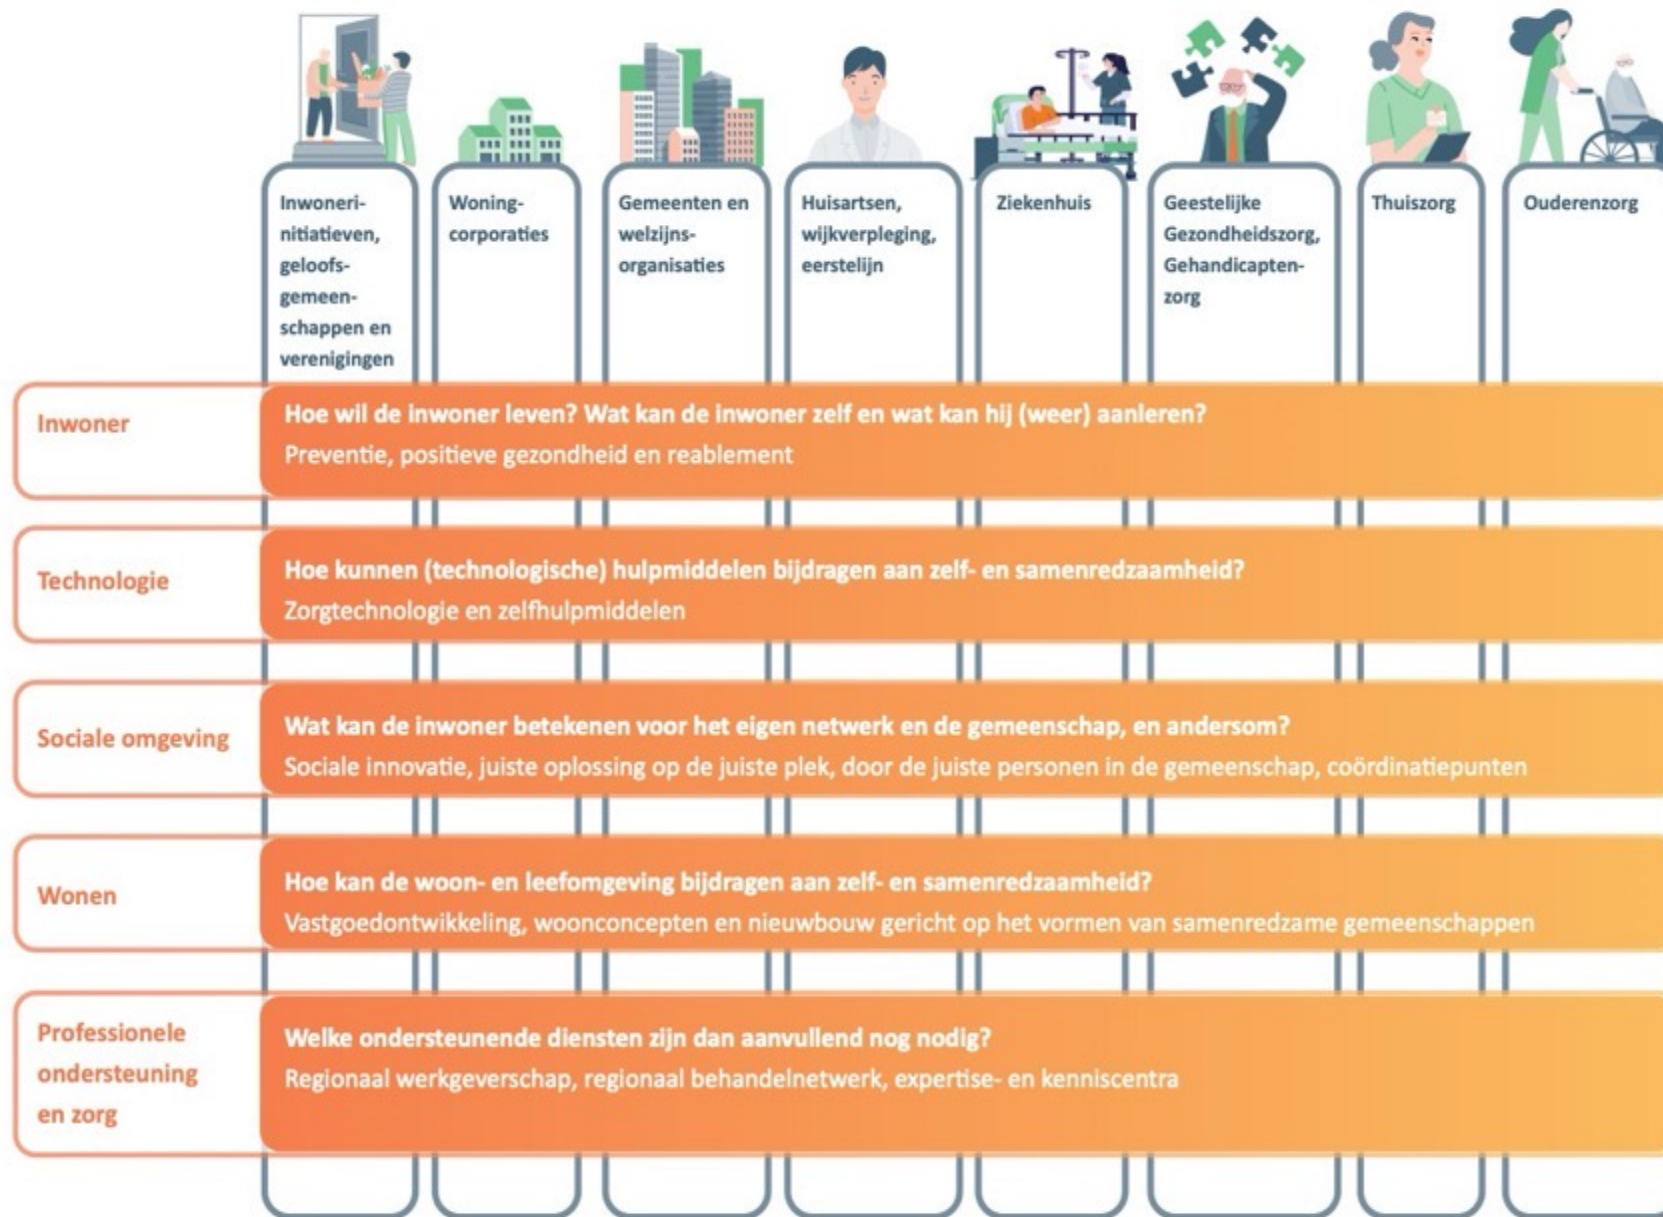 Inwoneri-
nitiatieven,
geloofs-
gemeen-
schappen en
verenigingen
Woning-
corporaties
Gemeenten en
welzijns-
organisaties
Huisartsen,
wijkverpleging,
eerstelijn
Ziekenhuis
Geestelijke
Gezondheidszorg,
Gehandicapten-
zorg
Thuiszorg
Ouderenzorg
Inwoner
Hoe wil de inwoner leven? Wat kan de inwoner zelf en wat kan hij (weer) aanleren?
Preventie, positieve gezondheid en reablement
Technologie
Hoe kunnen (technologische) hulpmiddelen bijdragen aan zelf- en samenredzaamheid?
Zorgtechnologie en zelfhulpmiddelen
Sociale omgeving
Wat kan de inwoner betekenen voor het eigen netwerk en de gemeenschap, en andersom?
Sociale innovatie, juiste oplossing op de juiste plek, door de juiste personen in de gemeenschap, coördinatiepunten
Wonen
Hoe kan de woon- en leefomgeving bijdragen aan zelf- en samenredzaamheid?
Vastgoedontwikkeling, woonconcepten en nieuwbouw gericht op het vormen van samenredzame gemeenschappen
Professionele
ondersteuning
en zorg
Welke ondersteunende diensten zijn dan aanvullend nog nodig?
Regionaal werkgeverschap, regionaal behandelnetwerk, expertise- en kenniscentra